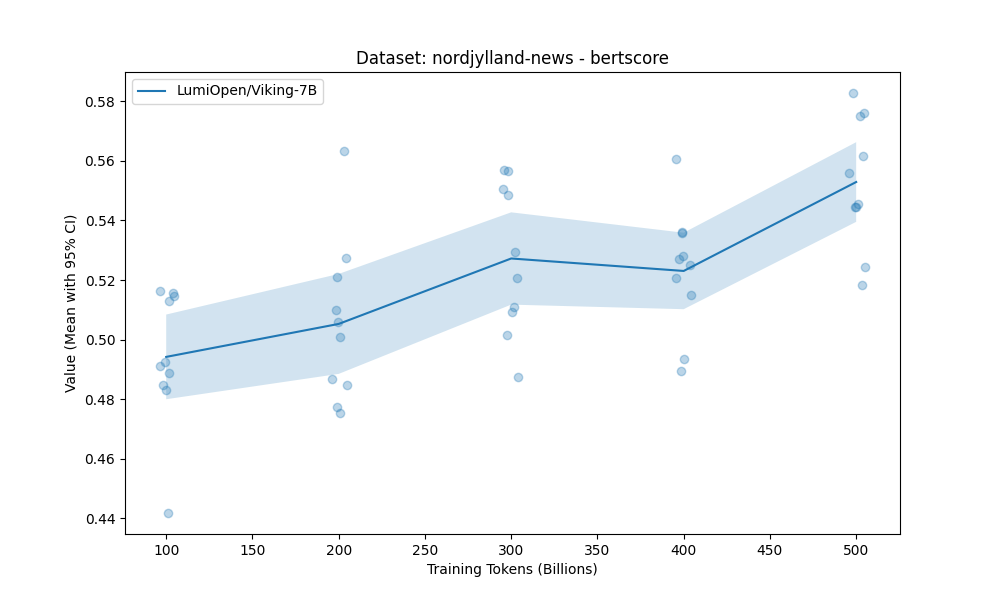 Dataset: nordjylland-news - bertscore
LumiOpen/Viking-7B
Value (Mean with 95% CI)
0.58
0.56
0.54
0.52
0.50
0.48
0.46
0.44
100 150 200 250 300 350 400 450 500
Training Tokens (Billions)